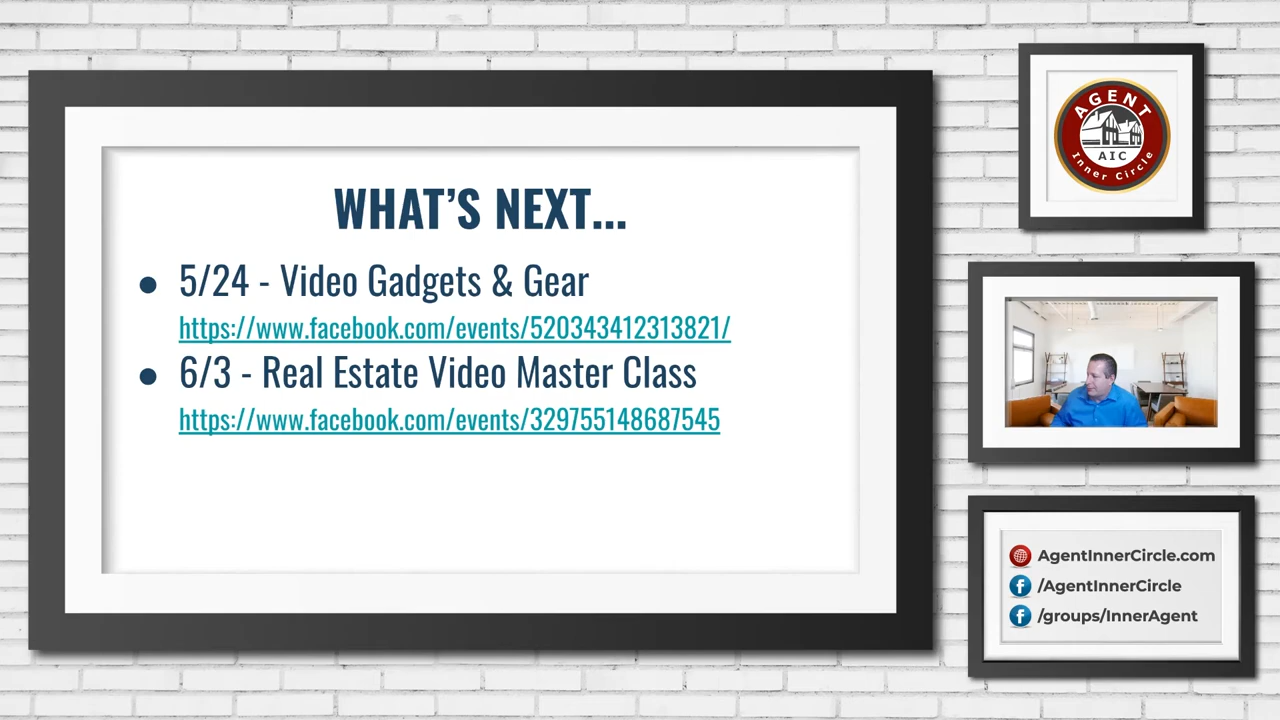 WHAT’S NEXT...
● 5/24 - Video Gadgets & Gear
https://www.facebook.com/events/520343412313821/
● 6/3 - Real Estate Video Master Class
https://www.facebook.com/events/329755148687545
AGENT
AIC
Inner Circle
AgentInnerCircle.com
/AgentInnerCircle
/groups/InnerAgent